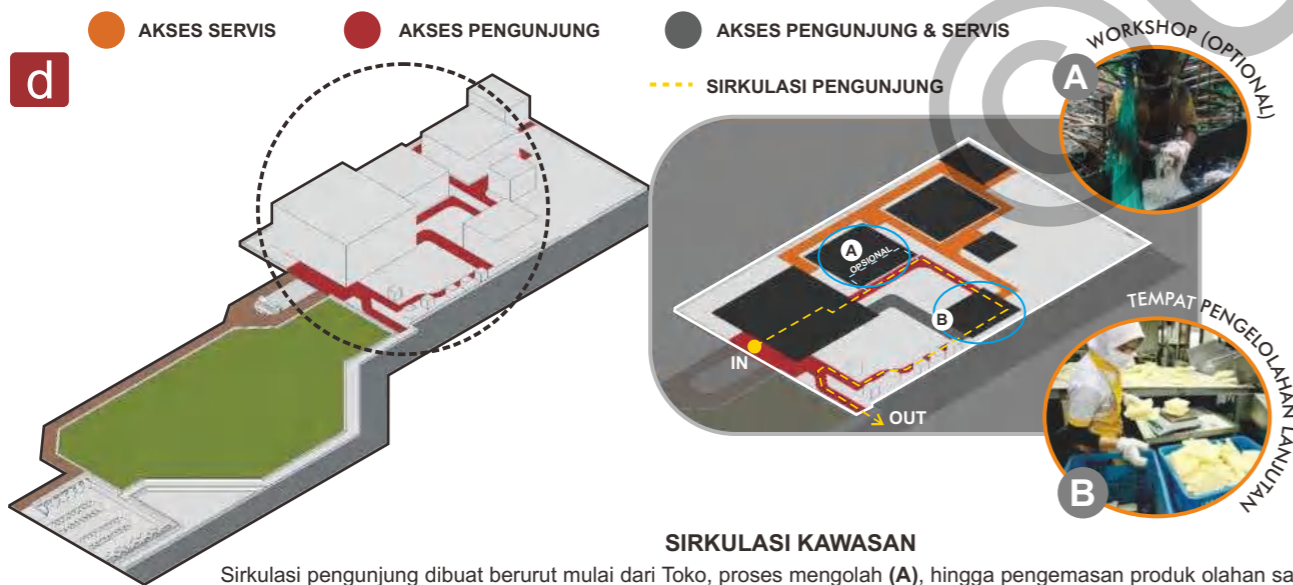 AKSES SERVIS
AKSES PENGUNJUNG
AKSES PENGUNJUNG & SERVIS
SIRKULASI PENGUNJUNG
d
WORKSHOP (OPTIONAL)
A
A
OPSIONAL
B
IN
OUT
TEMPAT PENGELOLAHAN LANJUTAN
B
SIRKULASI KAWASAN
Sirkulasi pengunjung dibuat berurut mulai dari Toko, proses mengolah (A), hingga pengemasan produk olahan sa